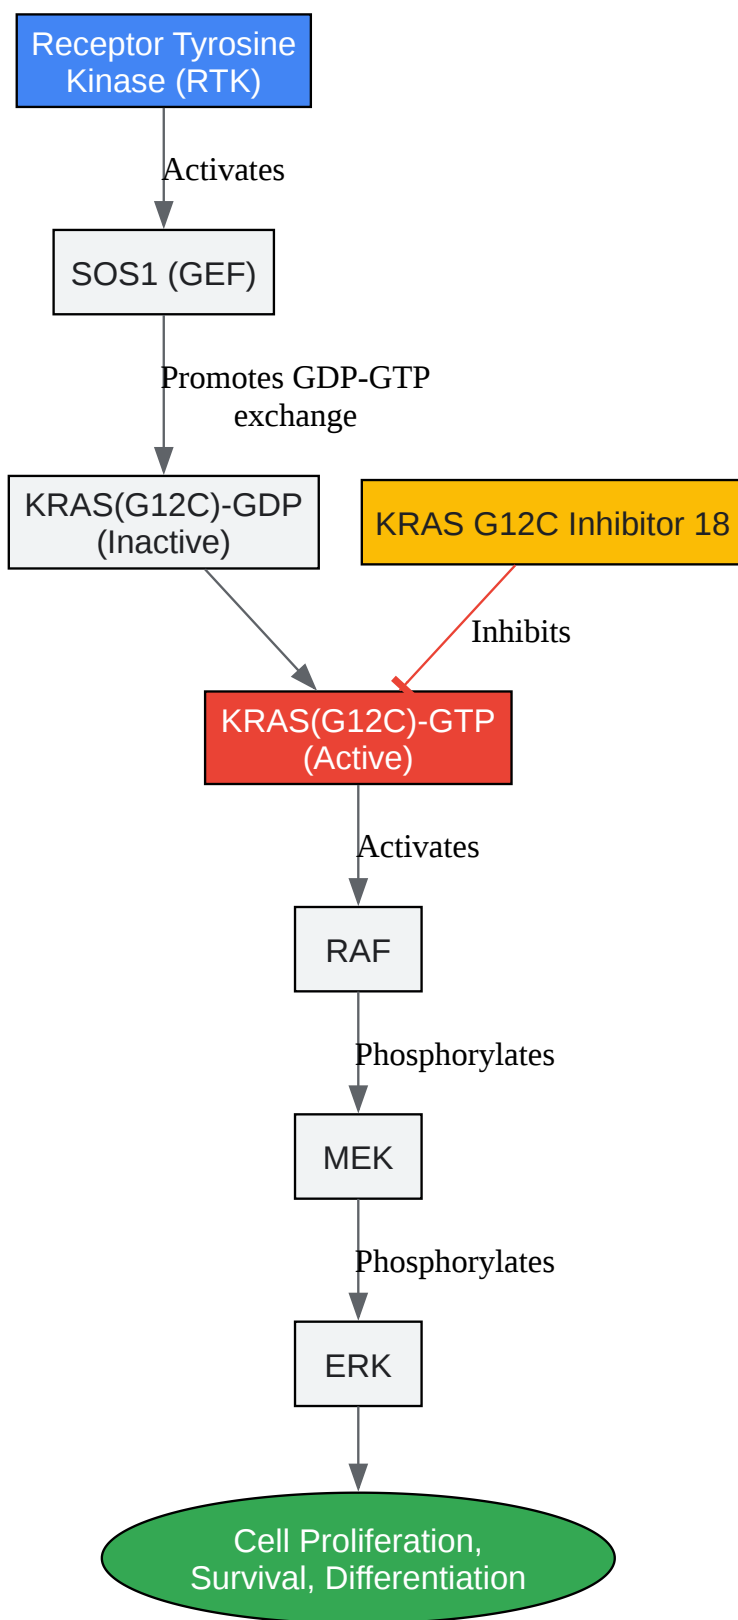 Receptor Tyrosine
Kinase (RTK)
Activates
SOS1 (GEF)
Promotes GDP-GTP
exchange
KRAS(G12C)-GDP
(Inactive)
KRAS G12C Inhibitor 18
Inhibits
KRAS(G12C)-GTP
(Active)
Activates
RAF
Phosphorylates
MEK
Phosphorylates
ERK
Cell Proliferation,
Survival, Differentiation